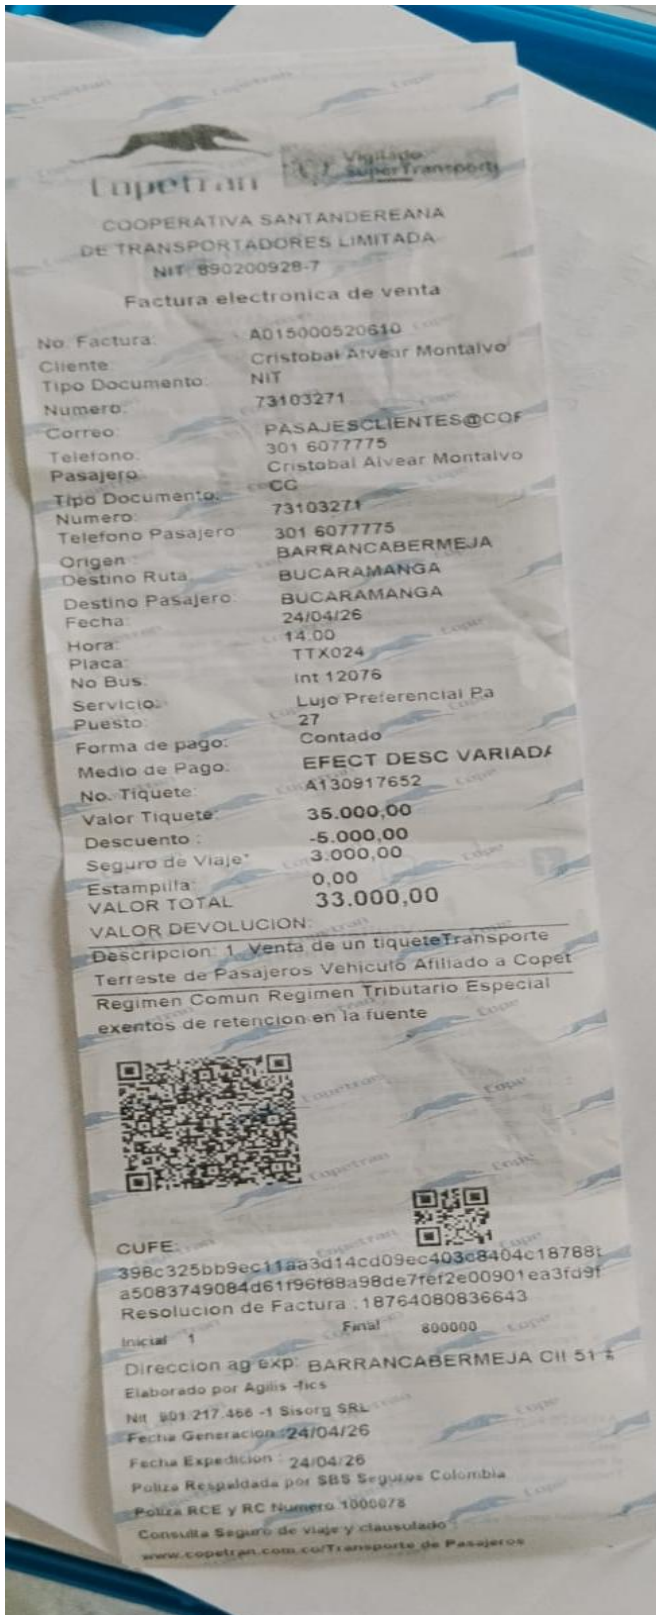 Copetran
Vigilado
SuperTransporte
COOPERATIVA SANTANDEREANA
DE TRANSPORTADORES LIMITADA
NIT: 890200928-7
Factura electronica de venta
No. Factura: A015000520610
Cliente: Cristobal Alvear Montalvo
Tipo Documento: NIT
Numero: 73103271
Correo: PASAJESCLIENTES@COP
Telefono: 301 6077775
Pasajero: Cristobal Alvear Montalvo
Tipo Documento: CC
Numero: 73103271
Telefono Pasajero 301 6077775
Origen : BARRANCABERMEJA
Destino Ruta: BUCARAMANGA
Destino Pasajero: BUCARAMANGA
Fecha: 24/04/26
Hora: 14:00
Placa: TTX024
No Bus: Int 12076
Servicio: Lujo Preferencial Pa
Puesto: 27
Forma de pago: Contado
Medio de Pago: EFECT DESC VARIADA
No. Tiquete: A130917652
Valor Tiquete: 35.000,00
Descuento : -5.000,00
Seguro de Viaje* 3.000,00
Estampilla: 0,00
VALOR TOTAL 33.000,00
VALOR DEVOLUCION:
Descripcion: 1 Venta de un tiqueteTransporte
Terreste de Pasajeros Vehiculo Afiliado a Copet
Regimen Comun Regimen Tributario Especial
exentos de retencion en la fuente
CUFE:
398c325bb9ec11aa3d14cd09ec403c8404c18788
a5083749084d61f96f88a98de7fef2e00901ea3fd9f
Resolucion de Factura :18764080836643
Inicial 1 Final 800000
Direccion ag exp: BARRANCABERMEJA Cll 51
Elaborado por Agilis -fics
Nit 901.217.466 -1 Sisorg SRL
Fecha Generacion :24/04/26
Fecha Expedicion : 24/04/26
Poliza Respaldada por SBS Seguros Colombia
Poliza RCE y RC Numero 1000078
Consulta Seguro de viaje y clausulado :
www.copetran.com.co/Transporte de Pasajeros